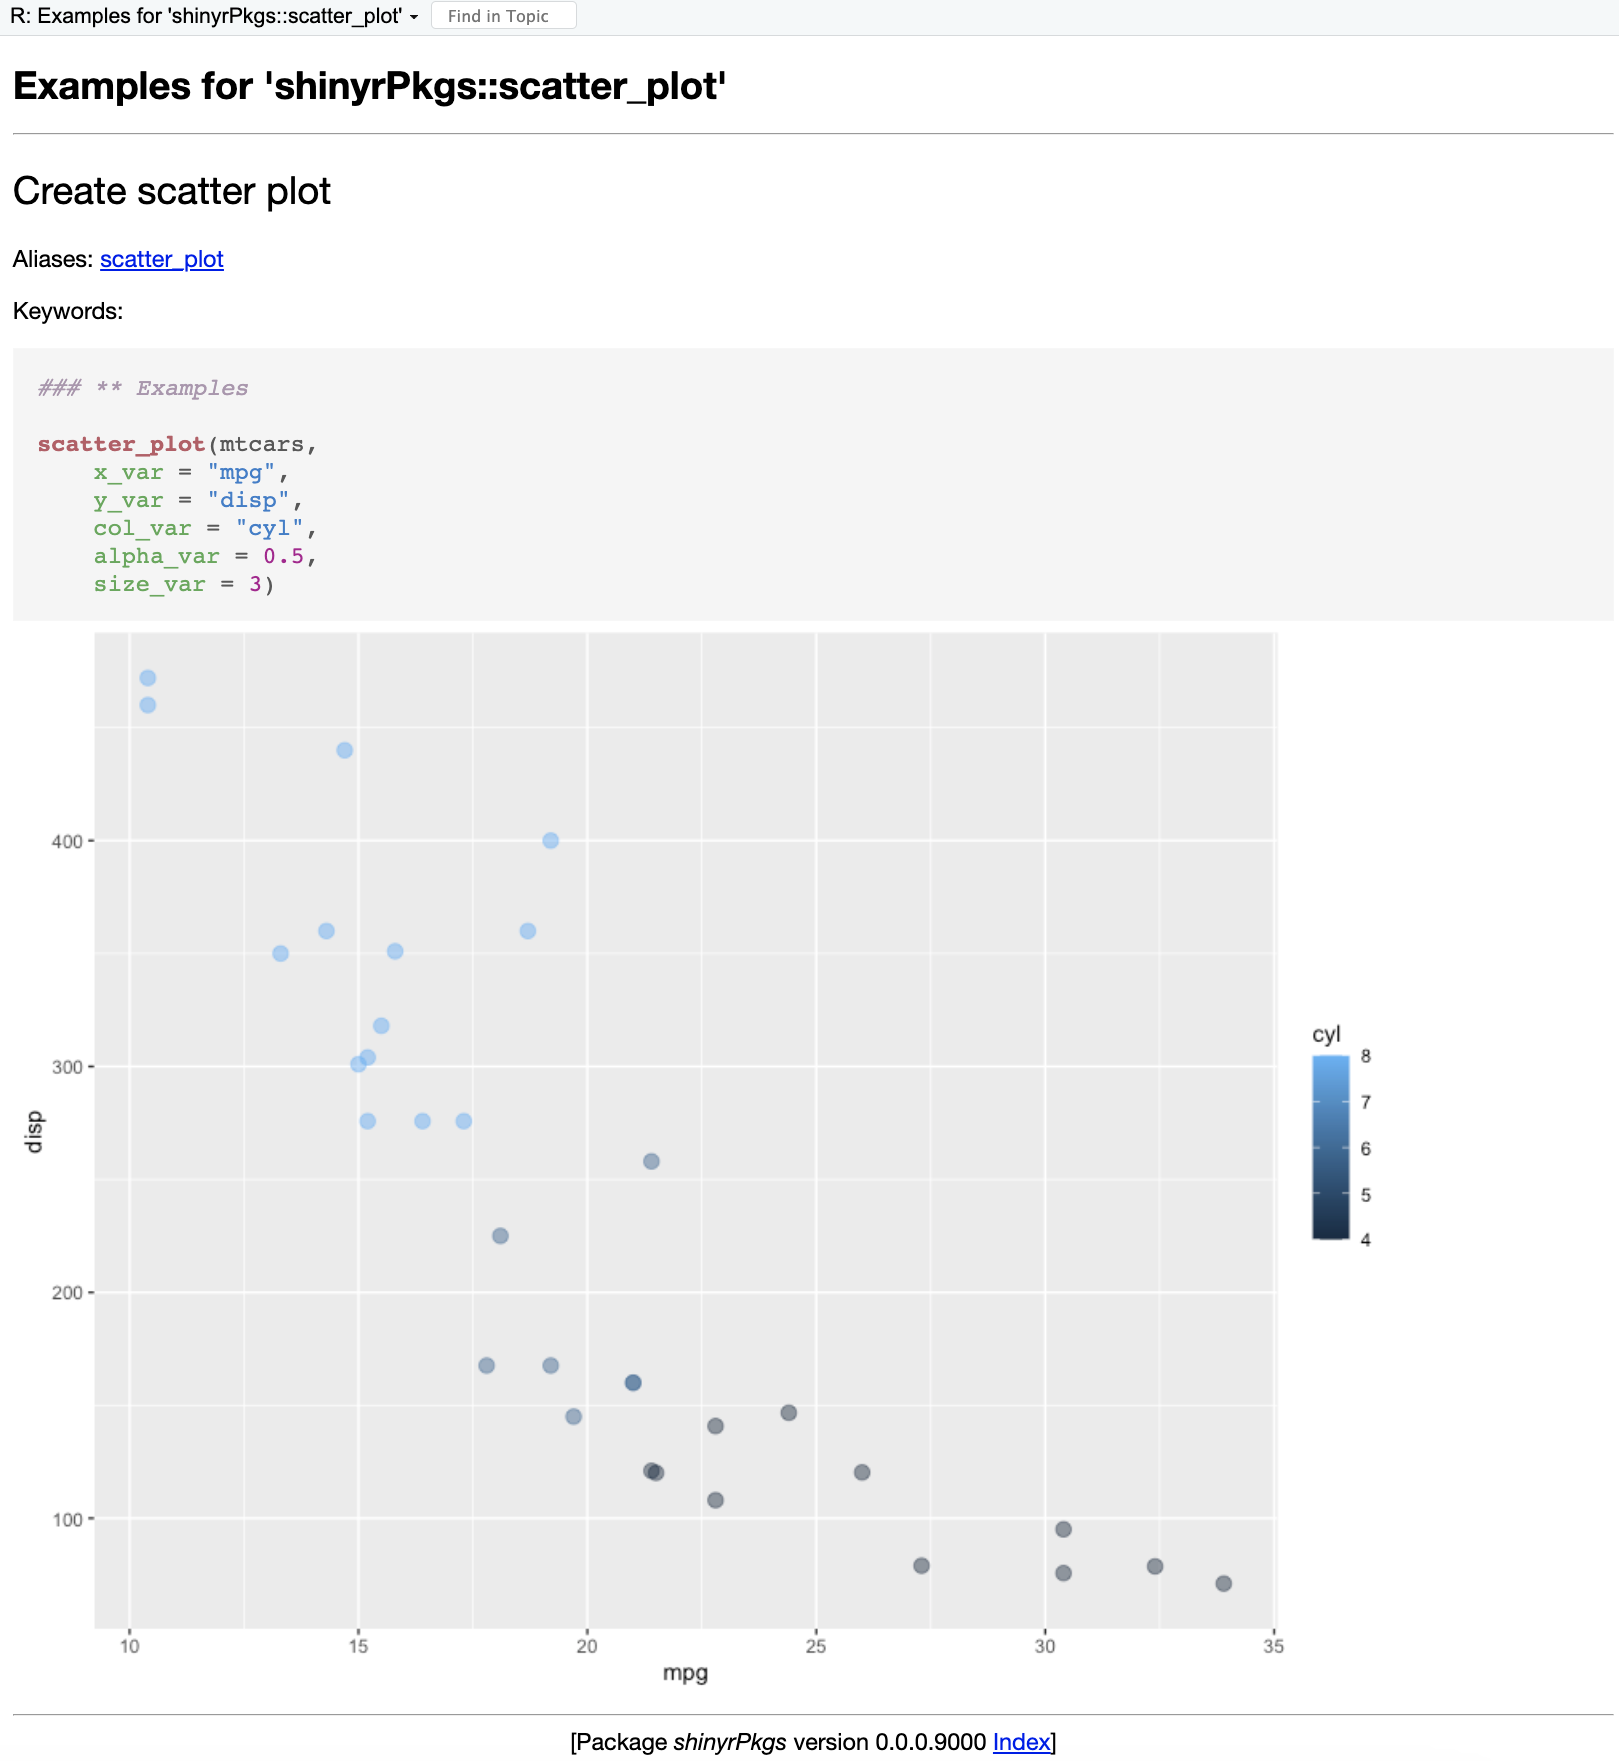 R: Examples for 'shinyrPkgs::scatter_plot'
Find in Topic
Examples for 'shinyrPkgs::scatter_plot'
Create scatter plot
Aliases: scatter_plot
Keywords:
### ** Examples
scatter_plot(mtcars,
    x_var = "mpg",
    y_var = "disp",
    col_var = "cyl",
    alpha_var = 0.5,
    size_var = 3)
400
300
200
100
disp
10 15 20 25 30 35
mpg
cyl
8
7
6
5
4
[Package shinyrPkgs version 0.0.0.9000 Index]